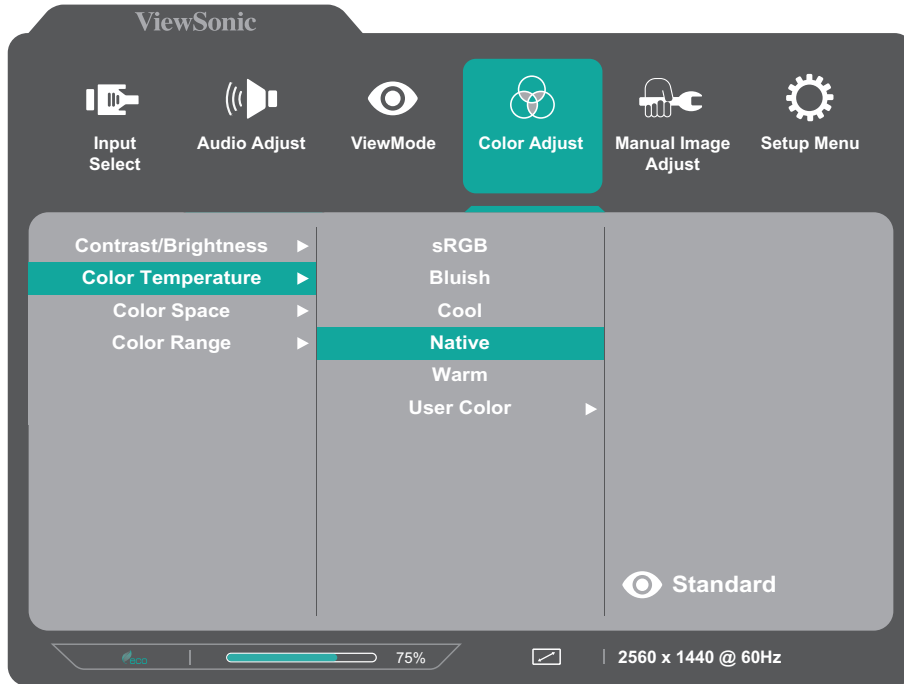 ViewSonic
Input
Select
Audio Adjust
ViewMode
Color Adjust
Manual Image
Adjust
Setup Menu
Contrast/Brightness
Color Temperature
Color Space
Color Range
sRGB
Bluish
Cool
Native
Warm
User Color
Standard
eco
75%
2560 x 1440 @ 60Hz